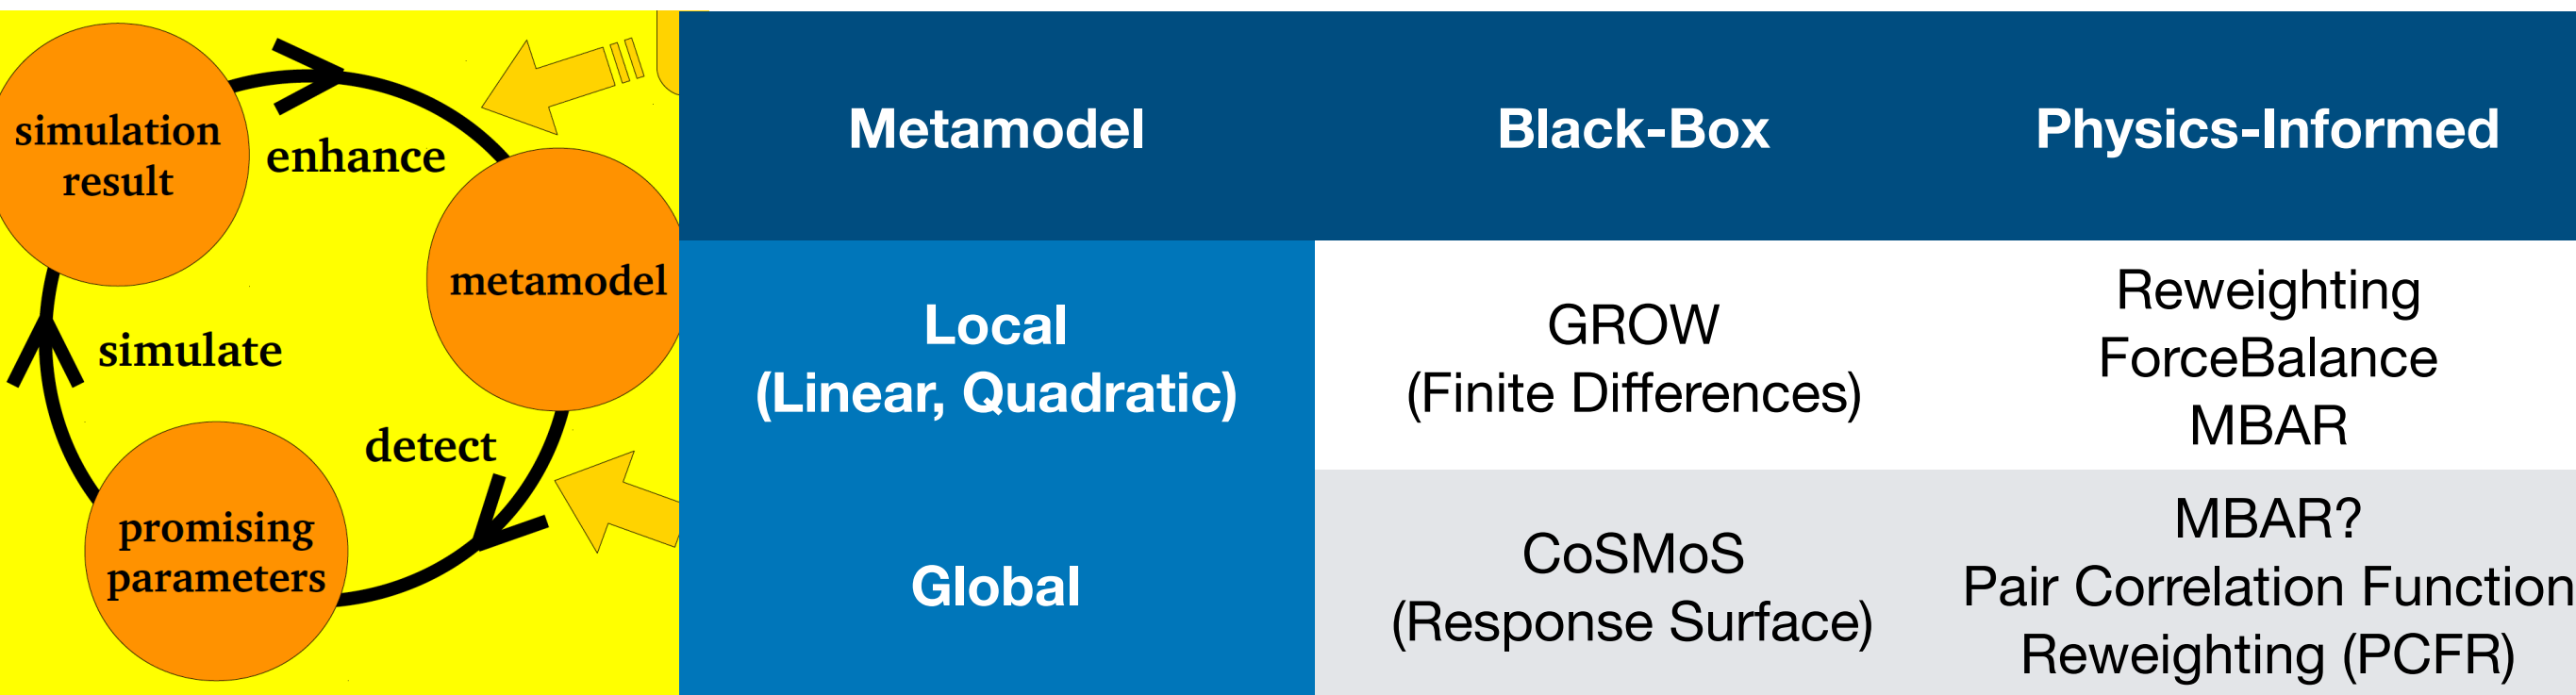 simulation
result
enhance
metamodel
simulate
detect
promising
parameters
Metamodel
Black-Box
Physics-Informed
Local
(Linear, Quadratic)
GROW
(Finite Differences)
Reweighting
ForceBalance
MBAR
Global
CoSMoS
(Response Surface)
MBAR?
Pair Correlation Function
Reweighting (PCFR)